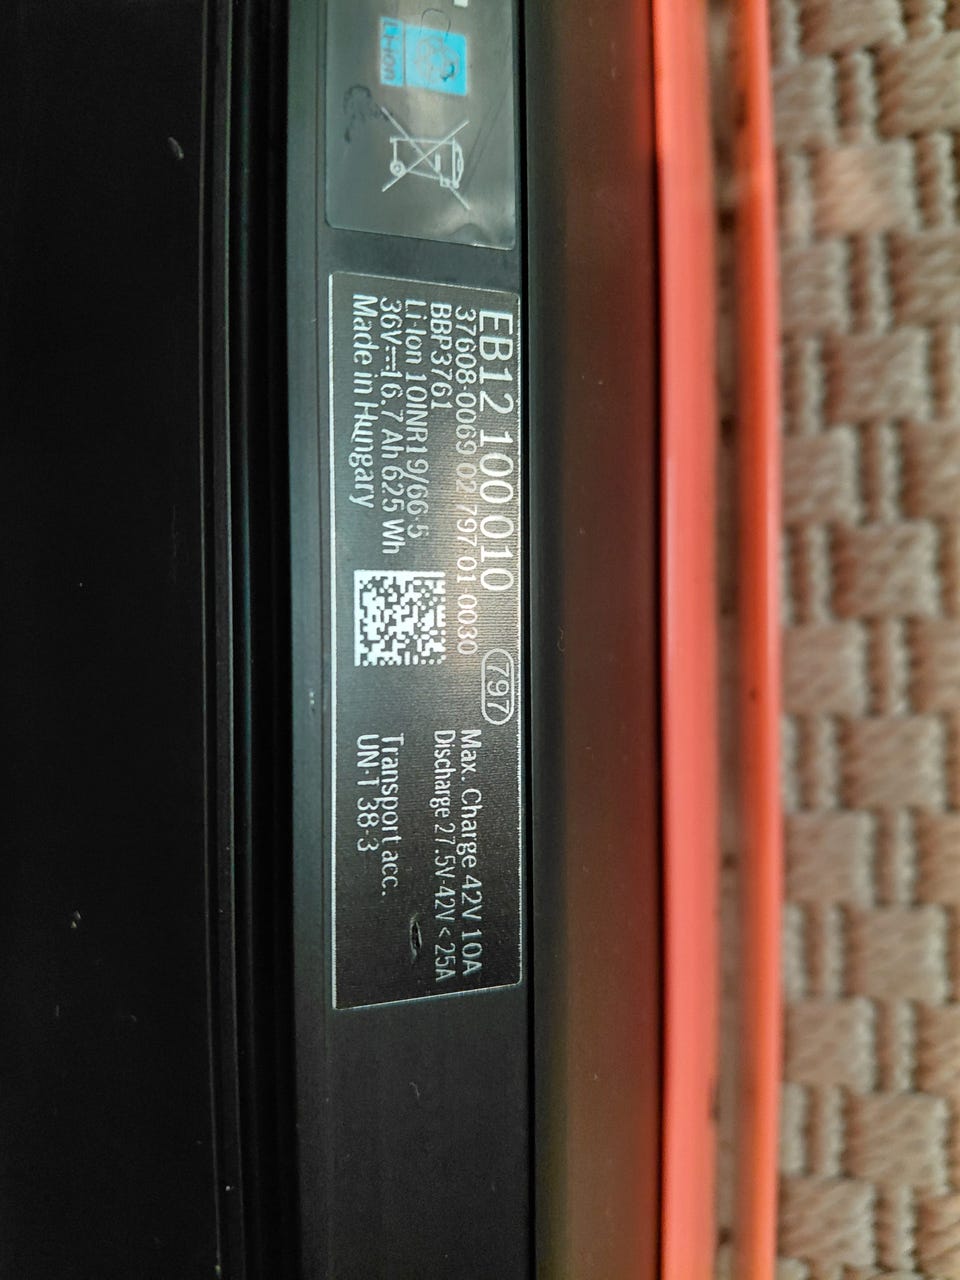 Li-Ion
EB12 100 010 797
37608-0069 02 797 01 0030
BBP3761
Li-Ion 10INR19/66-5
36V⎓16.7 Ah 625 Wh
Made in Hungary
Max. Charge 42V 10A
Discharge 27.5V-42V < 25A
Transport acc.
UN-T 38-3